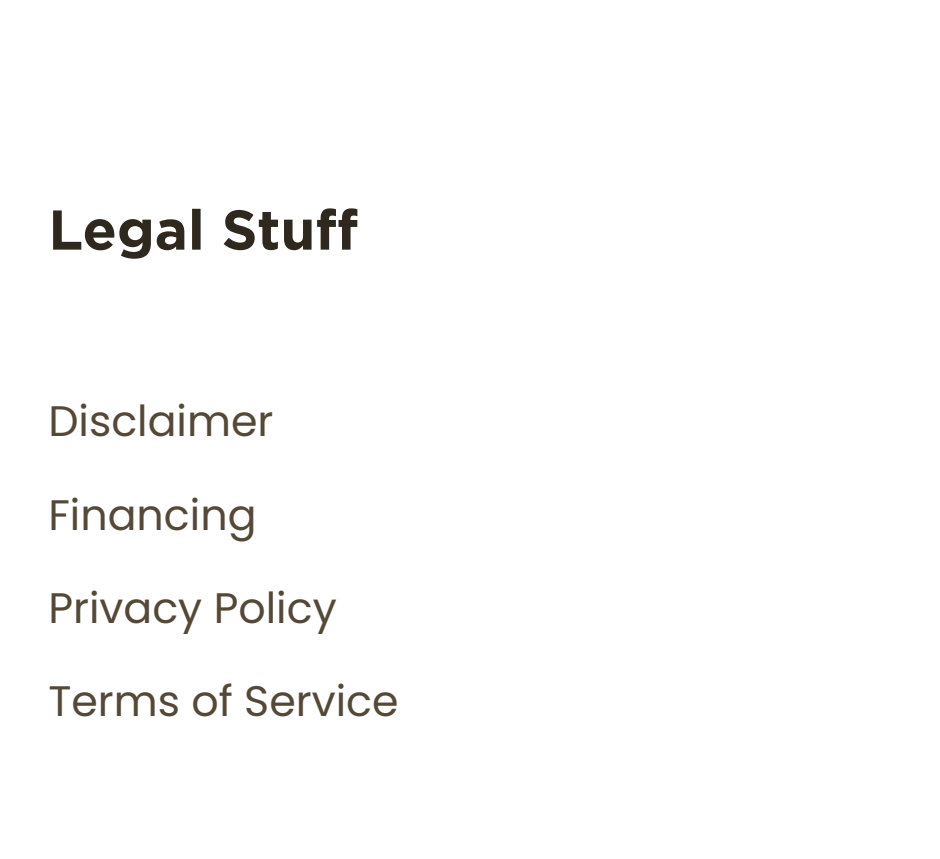 Legal Stuff
Disclaimer
Financing
Privacy Policy
Terms of Service